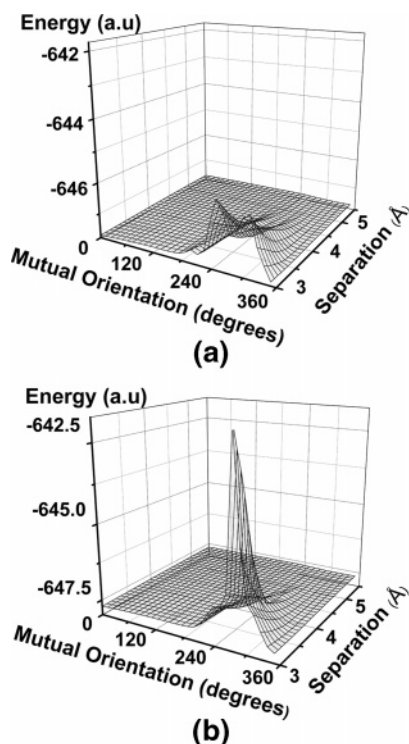 Energy (a.u)
-642
-644
-646
0
120
240
360
3
4
5
Mutual Orientation (degrees)
Separation (Å)
(a)
Energy (a.u)
-642.5
-645.0
-647.5
0
120
240
360
3
4
5
Mutual Orientation (degrees)
Separation (Å)
(b)